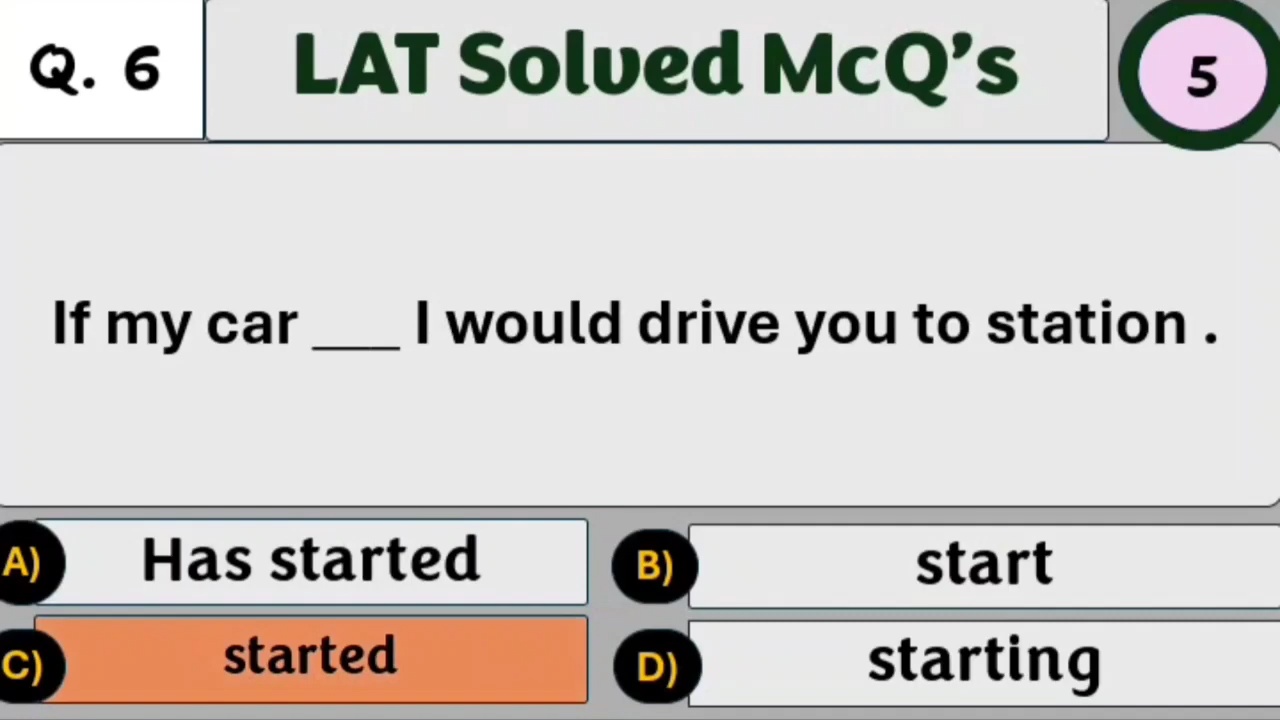 Q. 6
LAT Solved McQ's
5
If my car ___ I would drive you to station .
A) Has started
B) start
C) started
D) starting